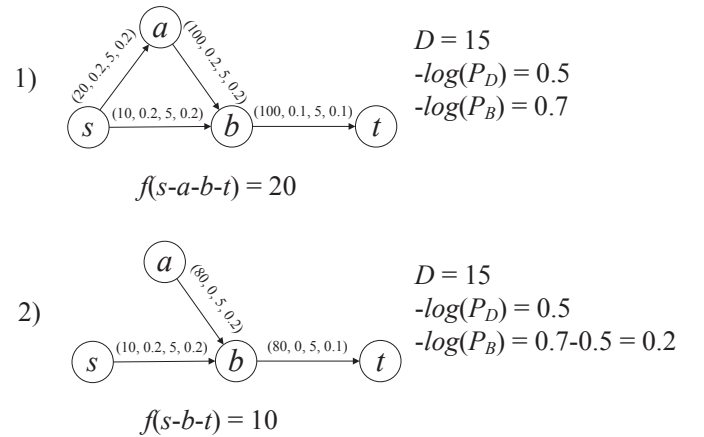 1)
a
(20, 0.2, 5, 0.2)
(100, 0.2, 5, 0.2)
s
(10, 0.2, 5, 0.2)
b
(100, 0.1, 5, 0.1)
t
D = 15
-log(P_D) = 0.5
-log(P_B) = 0.7
f(s-a-b-t) = 20
2)
a
(80, 0, 5, 0.2)
s
(10, 0.2, 5, 0.2)
b
(80, 0, 5, 0.1)
t
D = 15
-log(P_D) = 0.5
-log(P_B) = 0.7-0.5 = 0.2
f(s-b-t) = 10